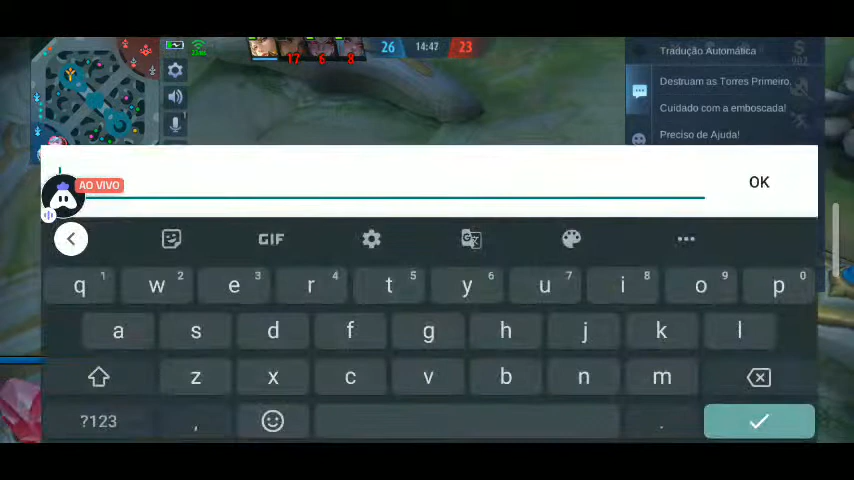 26 14:47 23
17 6 8
Tradução Automática
902
Destruam as Torres Primeiro.
Cuidado com a emboscada!
Preciso de Ajuda!
AO VIVO
OK
GIF
q 1 w 2 e 3 r 4 t 5 y 6 u 7 i 8 o 9 p 0
a s d f g h j k l
z x c v b n m
?123 , .